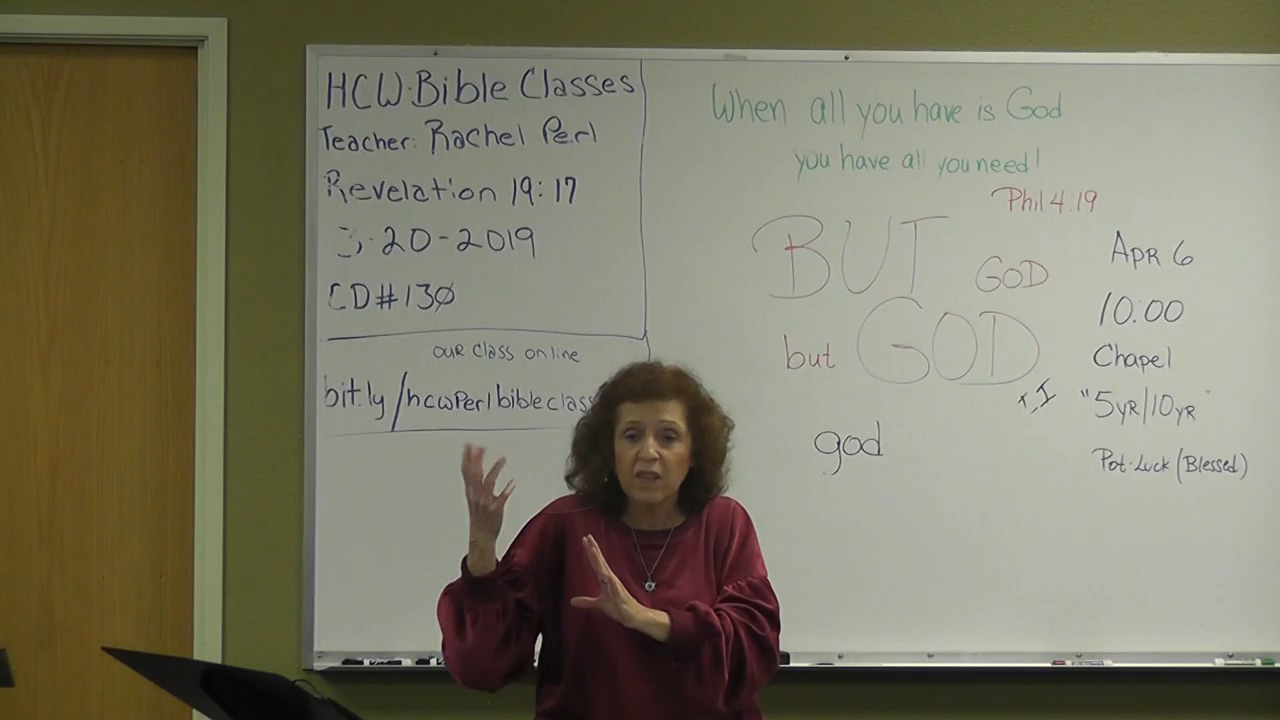 HCW Bible Classes
Teacher: Rachel Perl
Revelation 19:17
3-20-2019
CD#130
our class online
bit.ly/hcwPerlbibleclass
When all you have is God
you have all you need!
Phil 4:19
BUT GOD
but GOD
god
Apr 6
10:00
Chapel
"5yr/10yr"
Pot-Luck (Blessed)